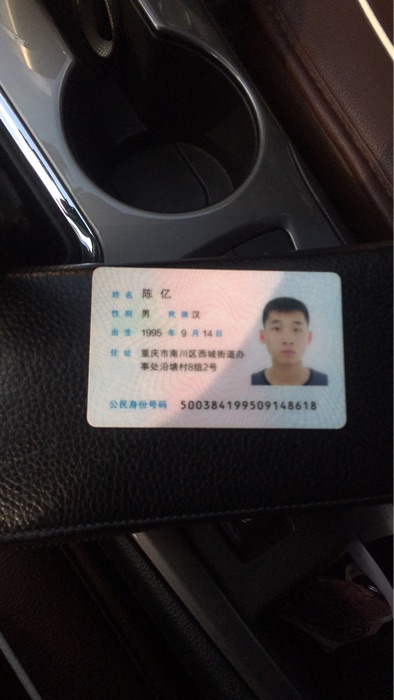 姓名 陈亿
性别 男 民族 汉
出生 1995 年 9 月 14 日
住址 重庆市南川区西城街道办
事处沿塘村8组2号
公民身份号码 500384199509148618